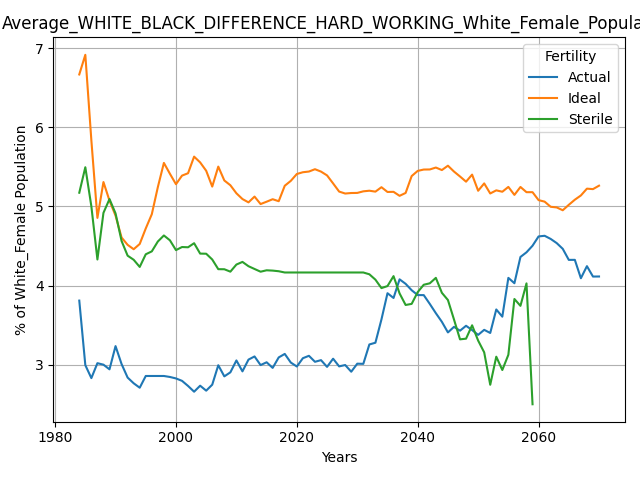 Average_WHITE_BLACK_DIFFERENCE_HARD_WORKING_White_Female_Popula
Fertility
Actual
Ideal
Sterile
% of White_Female Population
7
6
5
4
3
1980
2000
2020
2040
2060
Years